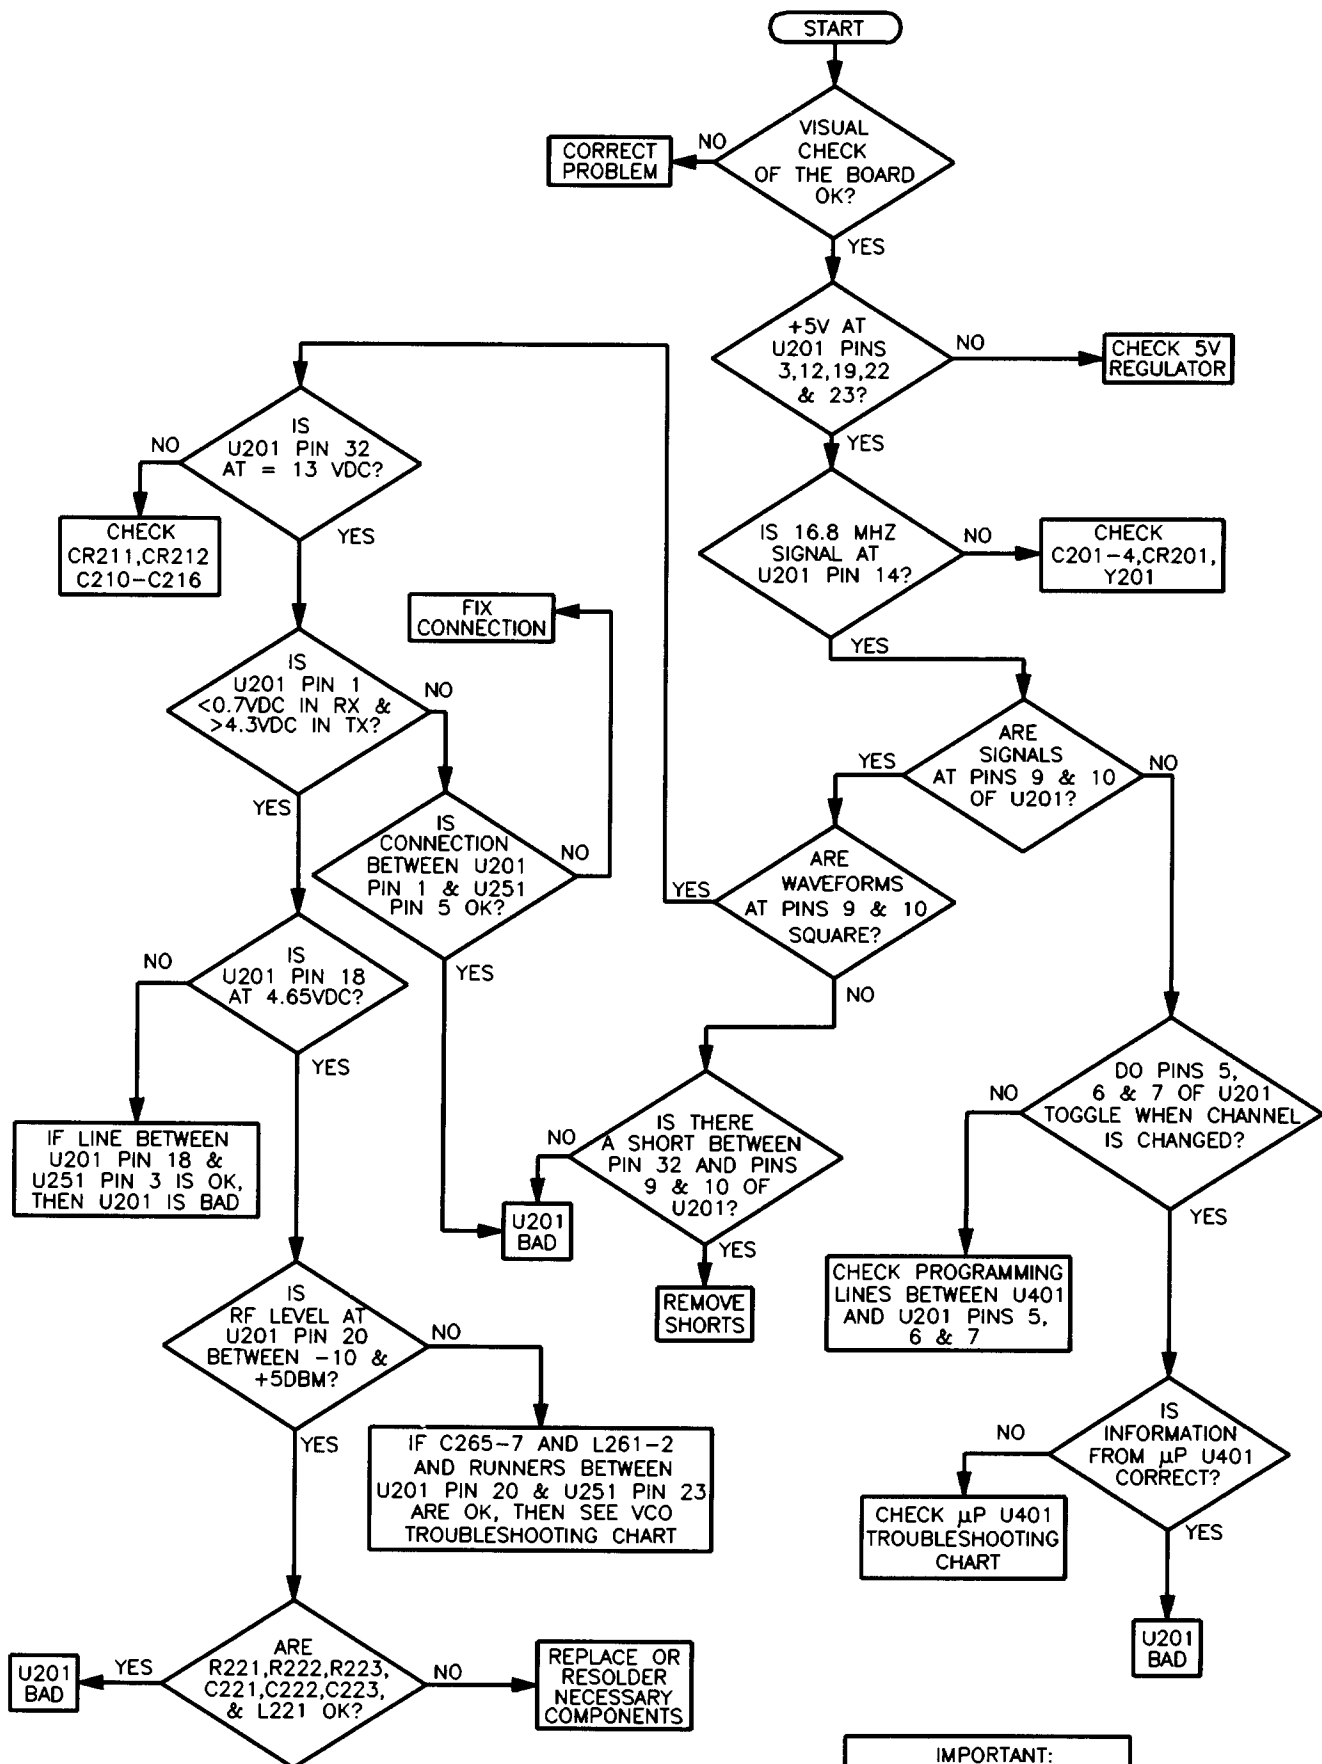 START
VISUAL
CHECK
OF THE BOARD
OK?
NO
CORRECT
PROBLEM
YES
+5V AT
U201 PINS
3,12,19,22
& 23?
NO
CHECK 5V
REGULATOR
YES
IS 16.8 MHZ
SIGNAL AT
U201 PIN 14?
NO
CHECK
C201-4,CR201,
Y201
YES
ARE
SIGNALS
AT PINS 9 & 10
OF U201?
YES
NO
ARE
WAVEFORMS
AT PINS 9 & 10
SQUARE?
YES
NO
IS THERE
A SHORT BETWEEN
PIN 32 AND PINS
9 & 10 OF
U201?
NO
U201
BAD
YES
REMOVE
SHORTS
DO PINS 5,
6 & 7 OF U201
TOGGLE WHEN CHANNEL
IS CHANGED?
NO
CHECK PROGRAMMING
LINES BETWEEN U401
AND U201 PINS 5,
6 & 7
YES
IS
INFORMATION
FROM μP U401
CORRECT?
NO
CHECK μP U401
TROUBLESHOOTING
CHART
YES
U201
BAD
IS
U201 PIN 32
AT = 13 VDC?
NO
CHECK
CR211,CR212
C210-C216
YES
IS
U201 PIN 1
<0.7VDC IN RX &
>4.3VDC IN TX?
NO
IS
CONNECTION
BETWEEN U201
PIN 1 & U251
PIN 5 OK?
NO
FIX
CONNECTION
YES
YES
IS
U201 PIN 18
AT 4.65VDC?
NO
IF LINE BETWEEN
U201 PIN 18 &
U251 PIN 3 IS OK,
THEN U201 IS BAD
YES
IS
RF LEVEL AT
U201 PIN 20
BETWEEN -10 &
+5DBM?
NO
IF C265-7 AND L261-2
AND RUNNERS BETWEEN
U201 PIN 20 & U251 PIN 23
ARE OK, THEN SEE VCO
TROUBLESHOOTING CHART
YES
ARE
R221,R222,R223,
C221,C222,C223,
& L221 OK?
YES
U201
BAD
NO
REPLACE OR
RESOLDER
NECESSARY
COMPONENTS
IMPORTANT: